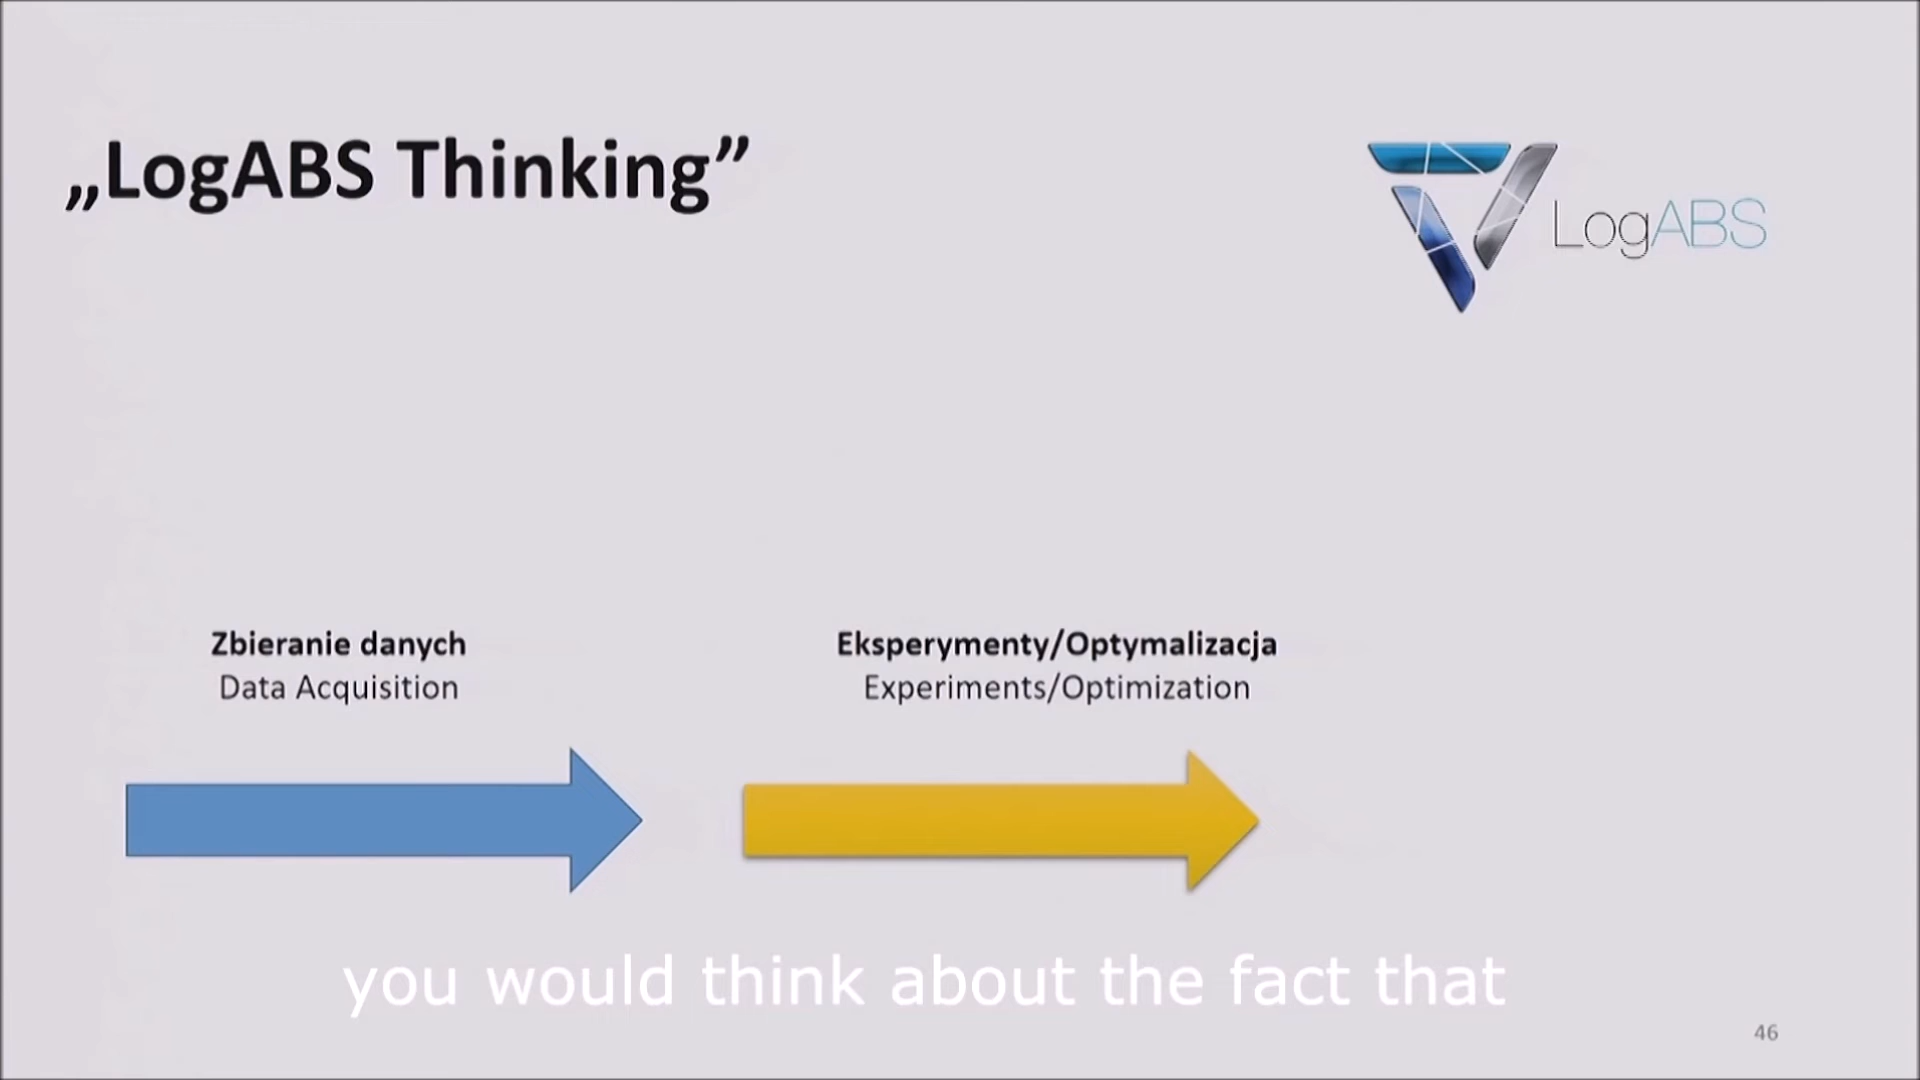 „LogABS Thinking”
LogABS
Zbieranie danych
Data Acquisition
Eksperymenty/Optymalizacja
Experiments/Optimization
you would think about the fact that
46